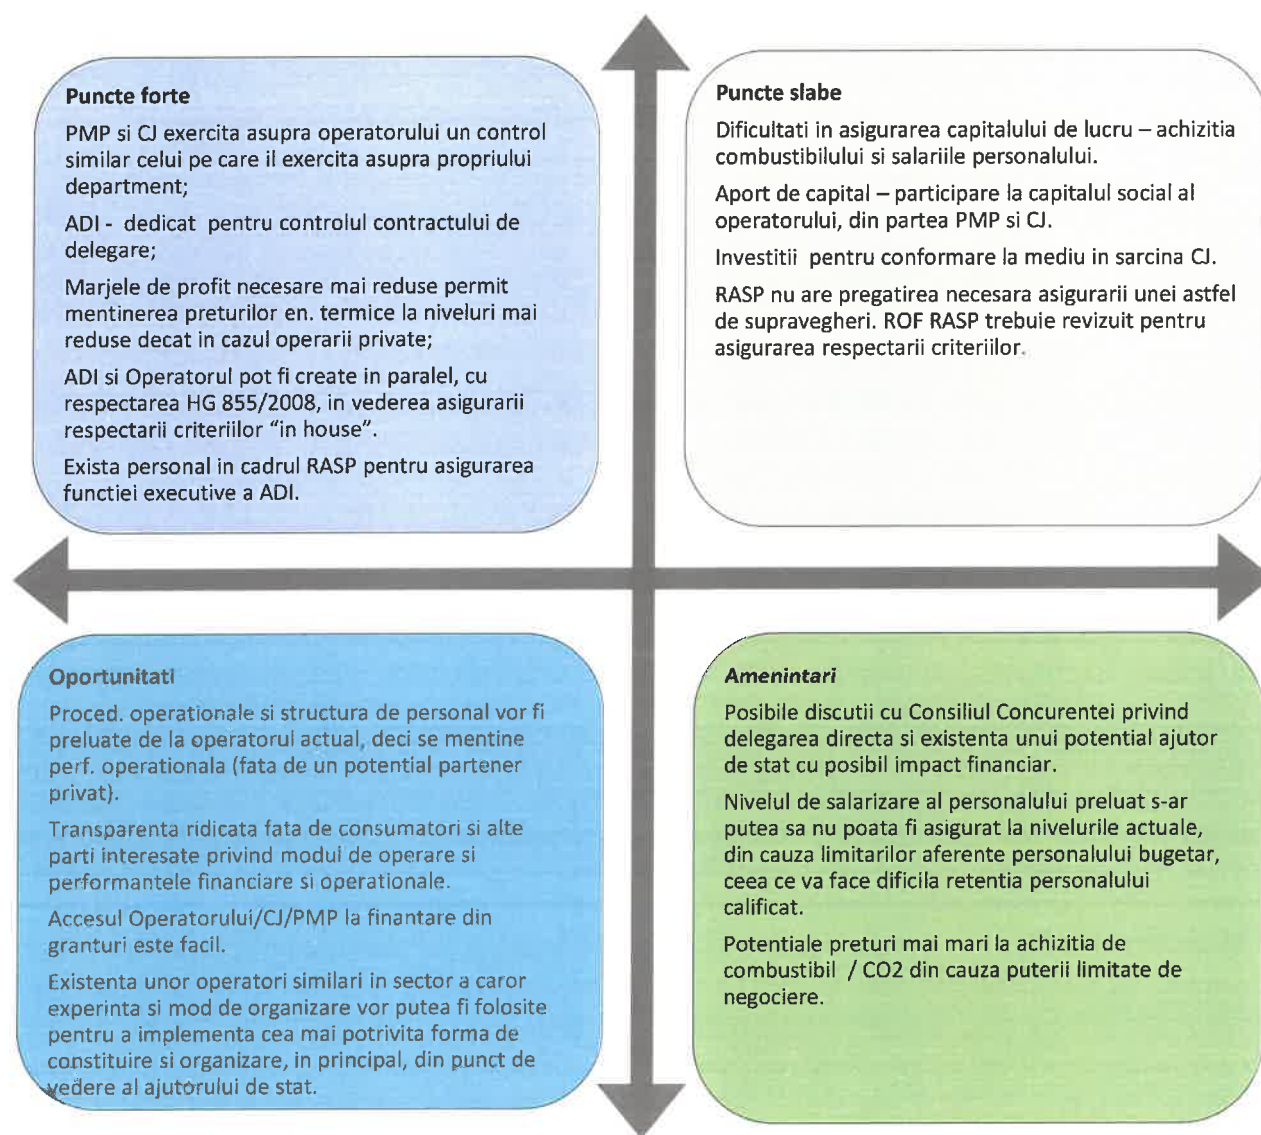 Puncte forte
PMP si CJ exercita asupra operatorului un control
similar celui pe care il exercita asupra propriului
department;
ADI - dedicat pentru controlul contractului de
delegare;
Marjele de profit necesare mai reduse permit
mentinerea preturilor en. termice la niveluri mai
reduse decat in cazul operarii private;
ADI si Operatorul pot fi create in paralel, cu
respectarea HG 855/2008, in vederea asigurarii
respectarii criteriilor "in house".
Exista personal in cadrul RASP pentru asigurarea
functiei executive a ADI.
Puncte slabe
Dificultati in asigurarea capitalului de lucru – achizitia
combustibilului si salariile personalului.
Aport de capital – participare la capitalul social al
operatorului, din partea PMP si CJ.
Investitii pentru conformare la mediu in sarcina CJ.
RASP nu are pregatirea necesara asigurarii unei astfel
de supravegheri. ROF RASP trebuie revizuit pentru
asigurarea respectarii criteriilor.
Oportunitati
Proced. operationale si structura de personal vor fi
preluate de la operatorul actual, deci se mentine
perf. operationala (fata de un potential partener
privat).
Transparenta ridicata fata de consumatori si alte
parti interesate privind modul de operare si
performantele financiare si operationale.
Accesul Operatorului/CJ/PMP la finantare din
granturi este facil.
Existenta unor operatori similari in sector a caror
experinta si mod de organizare vor putea fi folosite
pentru a implementa cea mai potrivita forma de
constituire si organizare, in principal, din punct de
vedere al ajutorului de stat.
Amenintari
Posibile discutii cu Consiliul Concurentei privind
delegarea directa si existenta unui potential ajutor
de stat cu posibil impact financiar.
Nivelul de salarizare al personalului preluat s-ar
putea sa nu poata fi asigurat la nivelurile actuale,
din cauza limitarilor aferente personalului bugetar,
ceea ce va face dificila retentia personalului
calificat.
Potentiale preturi mai mari la achizitia de
combustibil / CO2 din cauza puterii limitate de
negociere.